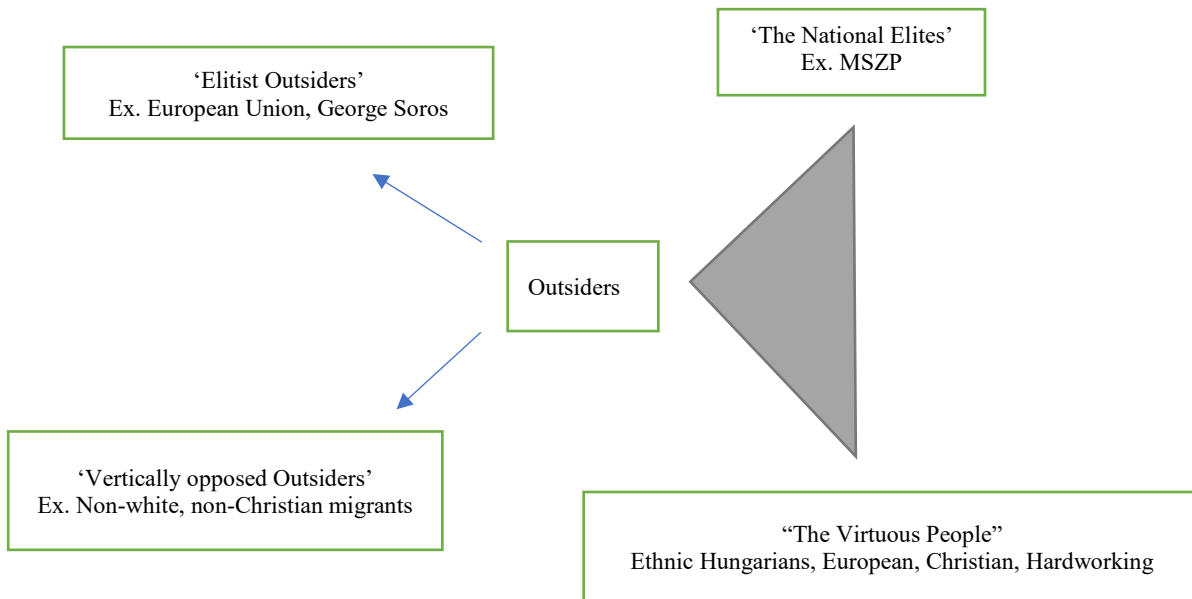 ‘The National Elites’
Ex. MSZP
‘Elitist Outsiders’
Ex. European Union, George Soros
Outsiders
‘Vertically opposed Outsiders’
Ex. Non-white, non-Christian migrants
“The Virtuous People”
Ethnic Hungarians, European, Christian, Hardworking